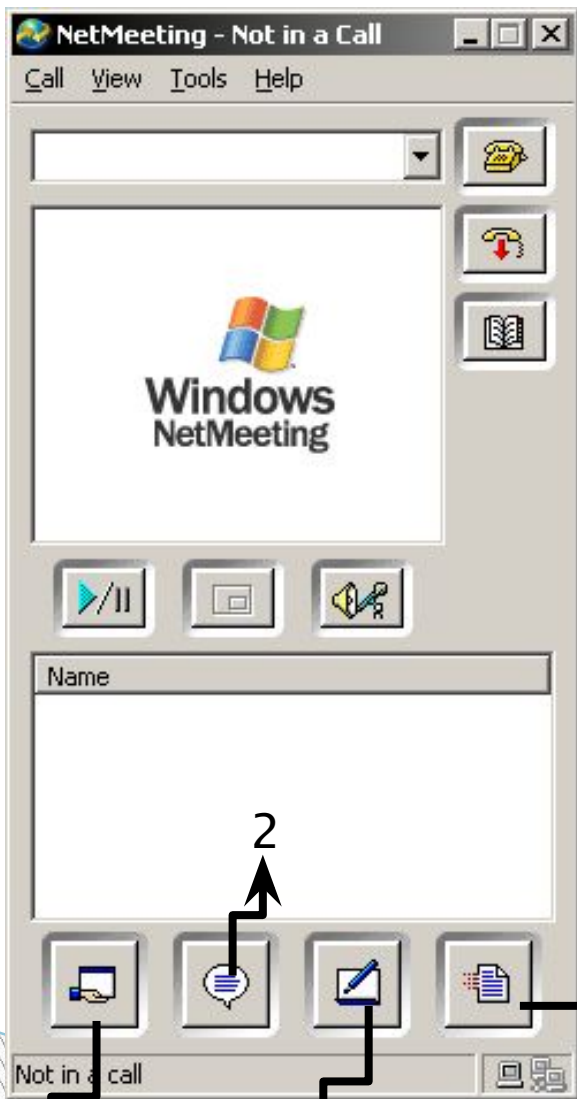 NetMeeting - Not in a Call
Call View Tools Help
Windows
NetMeeting
Name
2
Not in a call